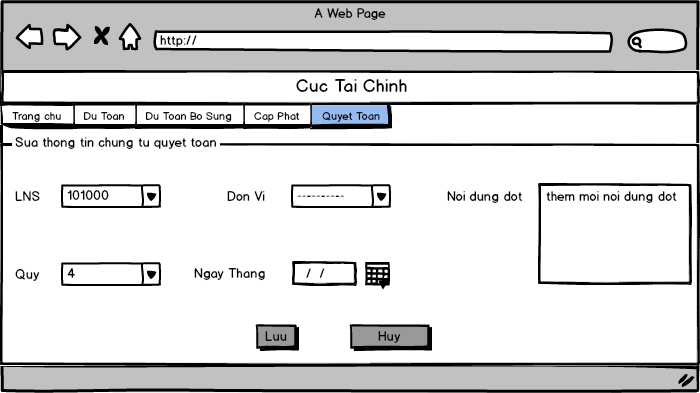 A Web Page
http://
Cuc Tai Chinh
Trang chu Du Toan Du Toan Bo Sung Cap Phat Quyet Toan
Sua thong tin chung tu quyet toan
LNS 101000 Don Vi ---------- Noi dung dot them moi noi dung dot
Quy 4 Ngay Thang / /
Luu Huy